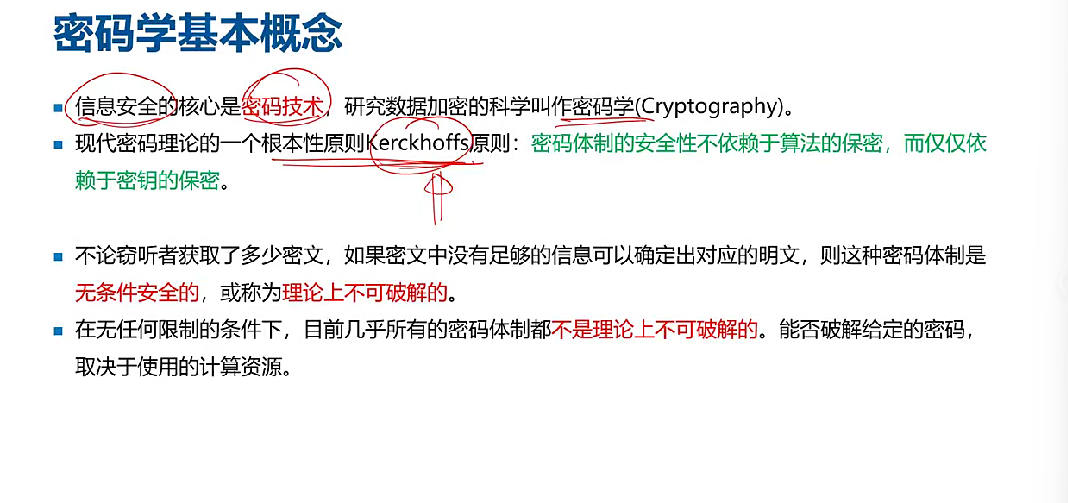 密码学基本概念
信息安全的核心是密码技术，研究数据加密的科学叫作密码学(Cryptography)。
现代密码理论的一个根本性原则Kerckhoffs原则：密码体制的安全性不依赖于算法的保密，而仅仅依
赖于密钥的保密。
不论窃听者获取了多少密文，如果密文中没有足够的信息可以确定出对应的明文，则这种密码体制是
无条件安全的，或称为理论上不可破解的。
在无任何限制的条件下，目前几乎所有的密码体制都不是理论上不可破解的。能否破解给定的密码，
取决于使用的计算资源。